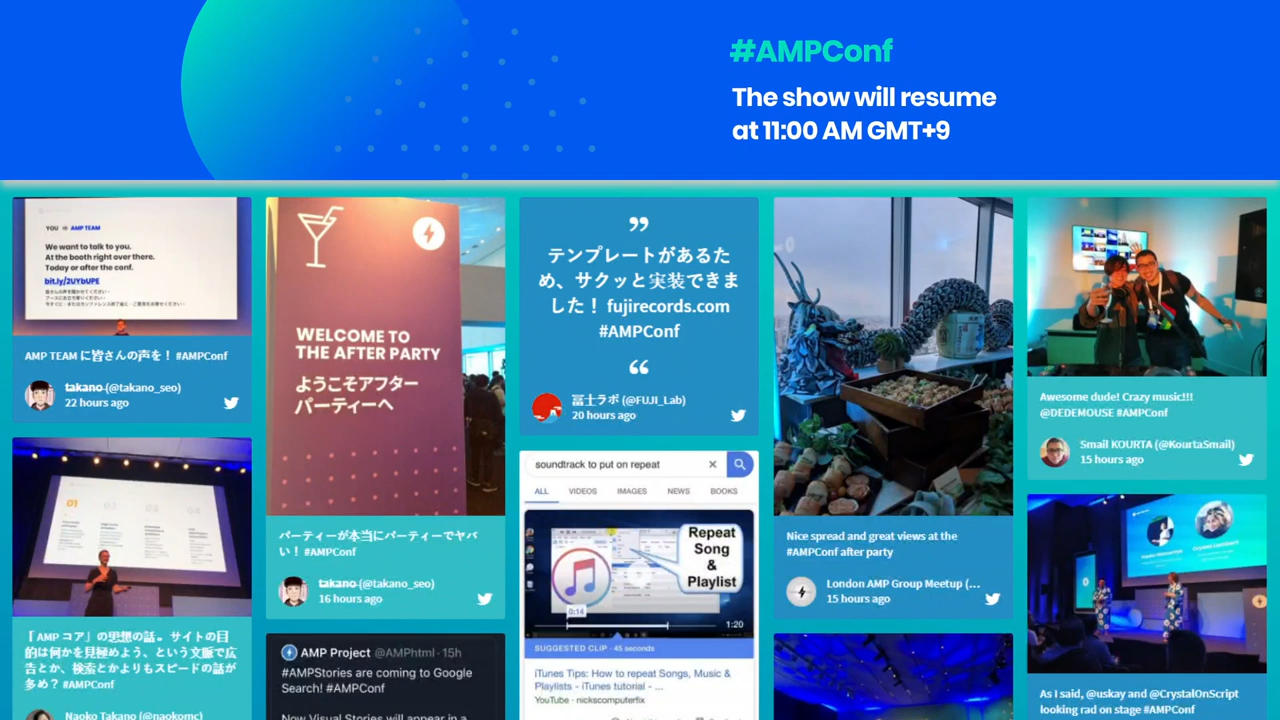 #AMPConf
The show will resume
at 11:00 AM GMT+9
YOU
AMP TEAM
We want to talk to you.
At the booth right over there.
Today or after the conf.
bit.ly/2UYbUPE
AMP TEAM に皆さんの声を！ #AMPConf
takano (@takano_seo)
22 hours ago
01
「AMP コア」の思想の話。サイトの目
的は何かを見極めよう、という文脈で広
告とか、検索とかよりもスピードの話が
多め？ #AMPConf
Naoko Takano (@naokomc)
WELCOME TO
THE AFTER PARTY
ようこそアフター
パーティーへ
パーティーが本当にパーティーでヤバ
い！ #AMPConf
takano (@takano_seo)
16 hours ago
AMP Project @AMPhtml · 15h
#AMPStories are coming to Google
Search! #AMPConf
Now Visual Stories will appear in a
”
テンプレートがあるた
め、サクッと実装できま
した！ fujirecords.com
#AMPConf
“
冨士ラボ (@FUJI_Lab)
20 hours ago
soundtrack to put on repeat
ALL VIDEOS IMAGES NEWS BOOKS
Repeat
Song
&
Playlist
0:14
1:20
SUGGESTED CLIP · 45 seconds
iTunes Tips: How to repeat Songs, Music &
Playlists - iTunes tutorial - ...
YouTube · nickscomputerfix
Nice spread and great views at the
#AMPConf after party
London AMP Group Meetup (...
15 hours ago
Awesome dude! Crazy music!!!
@DEDEMOUSE #AMPConf
Smail KOURTA (@KourtaSmail)
15 hours ago
As I said, @uskay and @CrystalOnScript
looking rad on stage #AMPConf